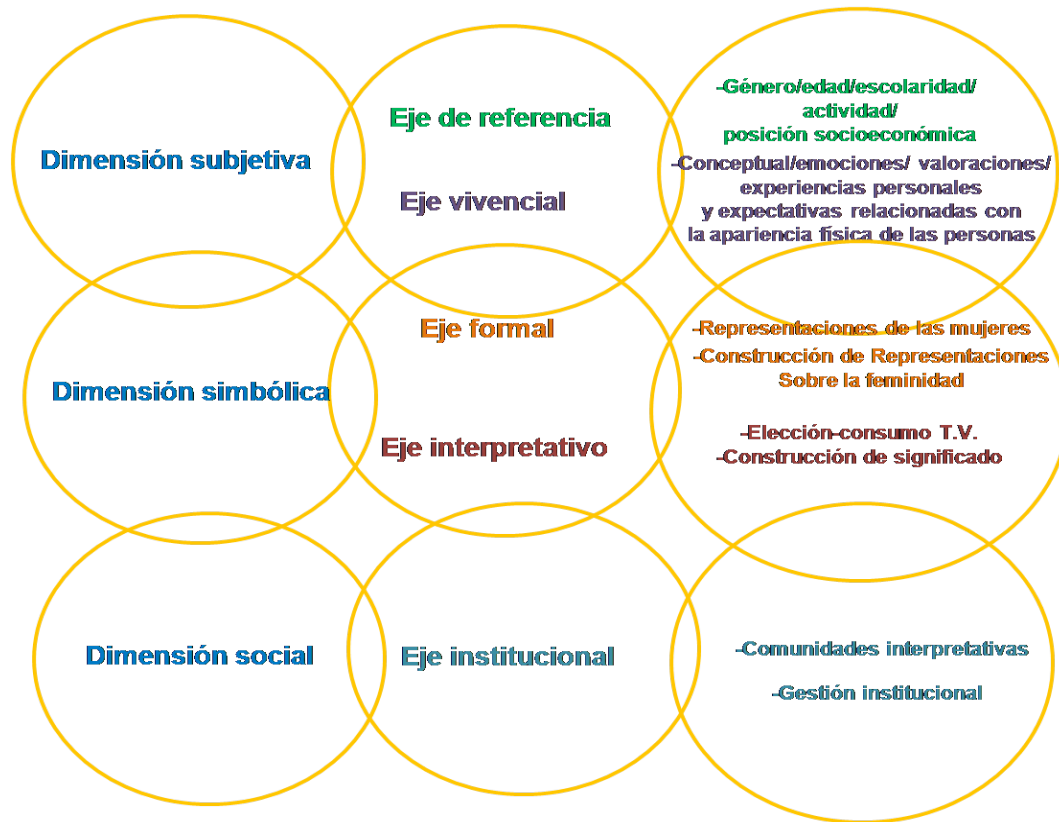 Dimensión subjetiva
Eje de referencia
Eje vivencial
-Género/edad/escolaridad/
actividad/
posición socioeconómica
-Conceptual/emociones/ valoraciones/
experiencias personales
y expectativas relacionadas con
la apariencia física de las personas
Dimensión simbólica
Eje formal
Eje interpretativo
-Representaciones de las mujeres
-Construcción de Representaciones
Sobre la feminidad
-Elección-consumo T.V.
-Construcción de significado
Dimensión social
Eje institucional
-Comunidades interpretativas
-Gestión institucional